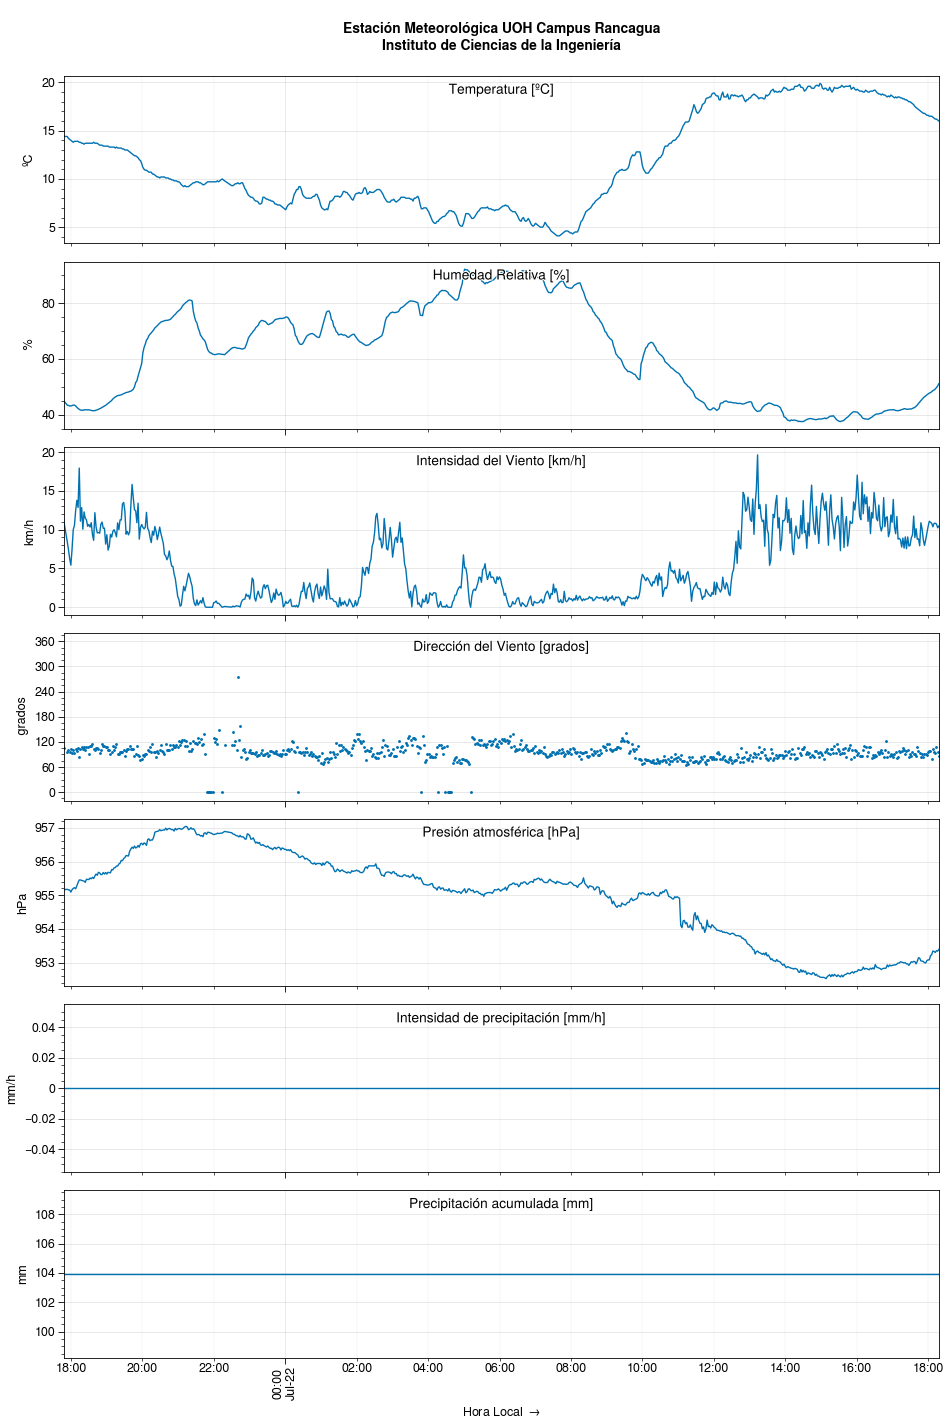 Estación Meteorológica UOH Campus Rancagua
Instituto de Ciencias de la Ingeniería
Temperatura [ºC]
20
15
10
5
ºC
Humedad Relativa [%]
80
60
40
%
Intensidad del Viento [km/h]
20
15
10
5
0
km/h
Dirección del Viento [grados]
360
300
240
180
120
60
0
grados
Presión atmosférica [hPa]
957
956
955
954
953
hPa
Intensidad de precipitación [mm/h]
0.04
0.02
0
−0.02
−0.04
mm/h
Precipitación acumulada [mm]
108
106
104
102
100
mm
18:00 20:00 22:00 00:00 02:00 04:00 06:00 08:00 10:00 12:00 14:00 16:00 18:00
Jul-22
Hora Local →